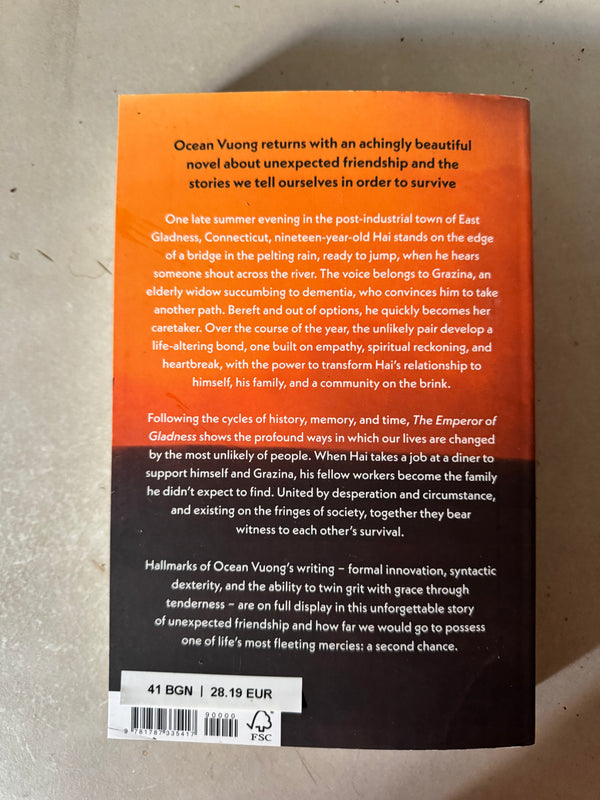 Ocean Vuong returns with an achingly beautiful
novel about unexpected friendship and the
stories we tell ourselves in order to survive
One late summer evening in the post-industrial town of East
Gladness, Connecticut, nineteen-year-old Hai stands on the edge
of a bridge in the pelting rain, ready to jump, when he hears
someone shout across the river. The voice belongs to Grazina, an
elderly widow succumbing to dementia, who convinces him to take
another path. Bereft and out of options, he quickly becomes her
caretaker. Over the course of the year, the unlikely pair develop a
life-altering bond, one built on empathy, spiritual reckoning, and
heartbreak, with the power to transform Hai's relationship to
himself, his family, and a community on the brink.
Following the cycles of history, memory, and time, The Emperor of
Gladness shows the profound ways in which our lives are changed
by the most unlikely of people. When Hai takes a job at a diner to
support himself and Grazina, his fellow workers become the family
he didn't expect to find. United by desperation and circumstance,
and existing on the fringes of society, together they bear
witness to each other's survival.
Hallmarks of Ocean Vuong's writing – formal innovation, syntactic
dexterity, and the ability to twin grit with grace through
tenderness – are on full display in this unforgettable story
of unexpected friendship and how far we would go to possess
one of life's most fleeting mercies: a second chance.
41 BGN | 28.19 EUR
90000
9 781787 335417
FSC